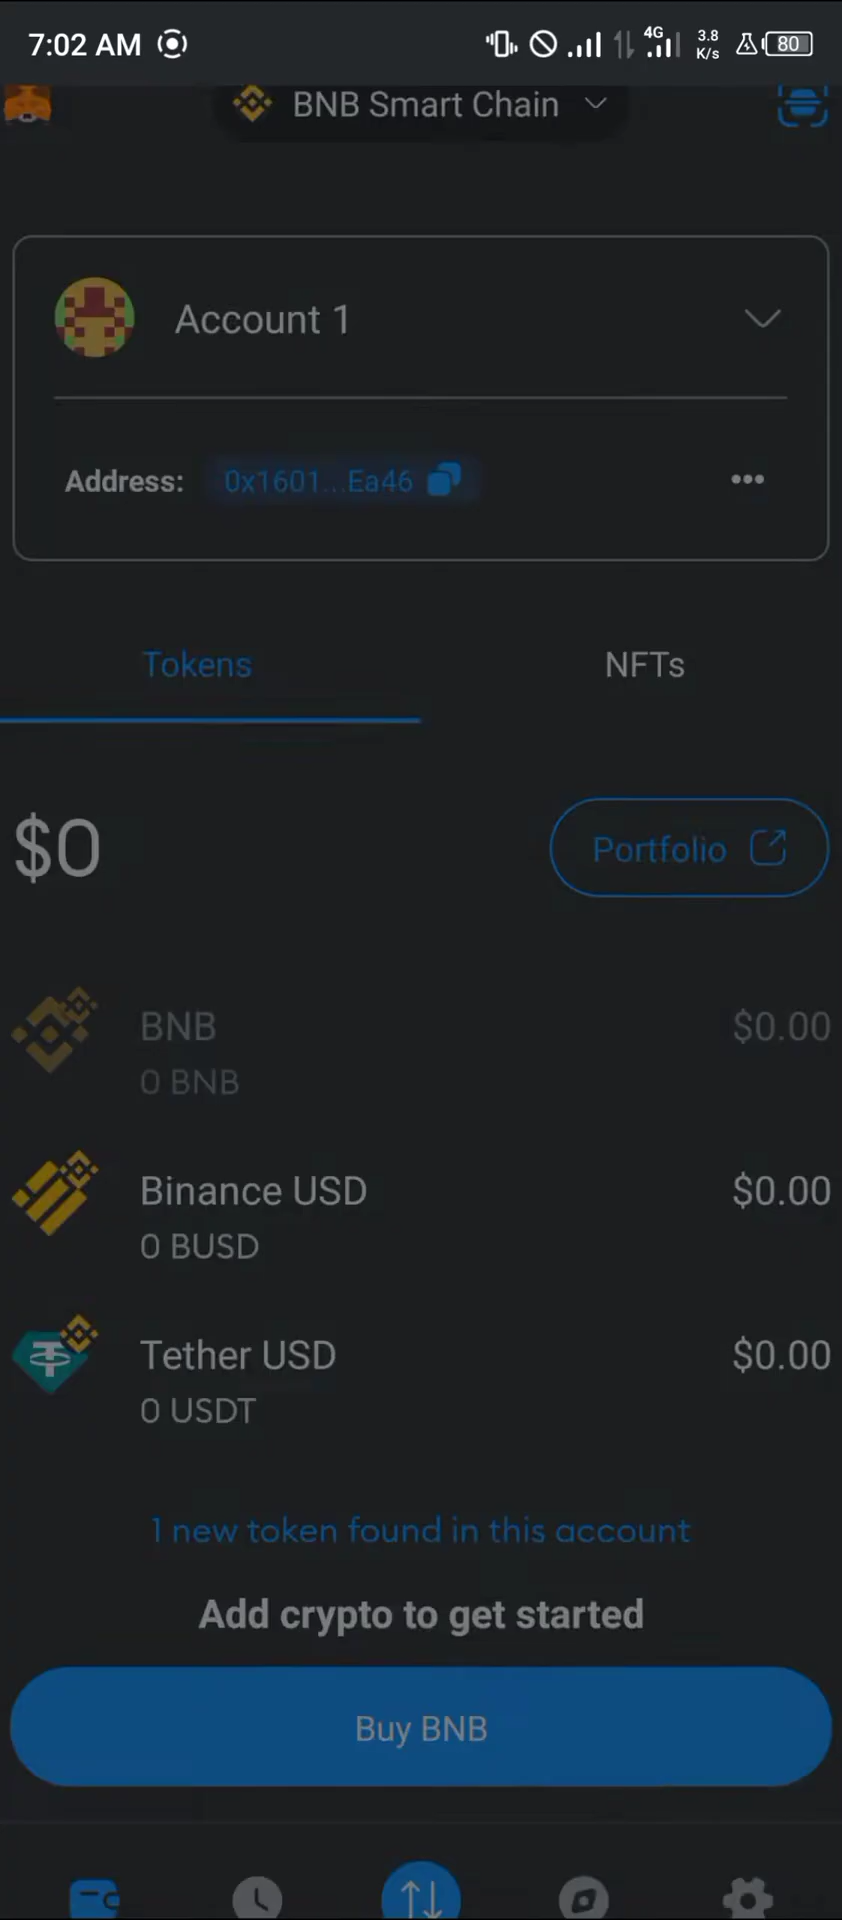 7:02 AM
4G
3.8
K/s
80
BNB Smart Chain
Account 1
Address: 0x1601...Ea46
Tokens
NFTs
$0
Portfolio
BNB
$0.00
0 BNB
Binance USD
$0.00
0 BUSD
Tether USD
$0.00
0 USDT
1 new token found in this account
Add crypto to get started
Buy BNB